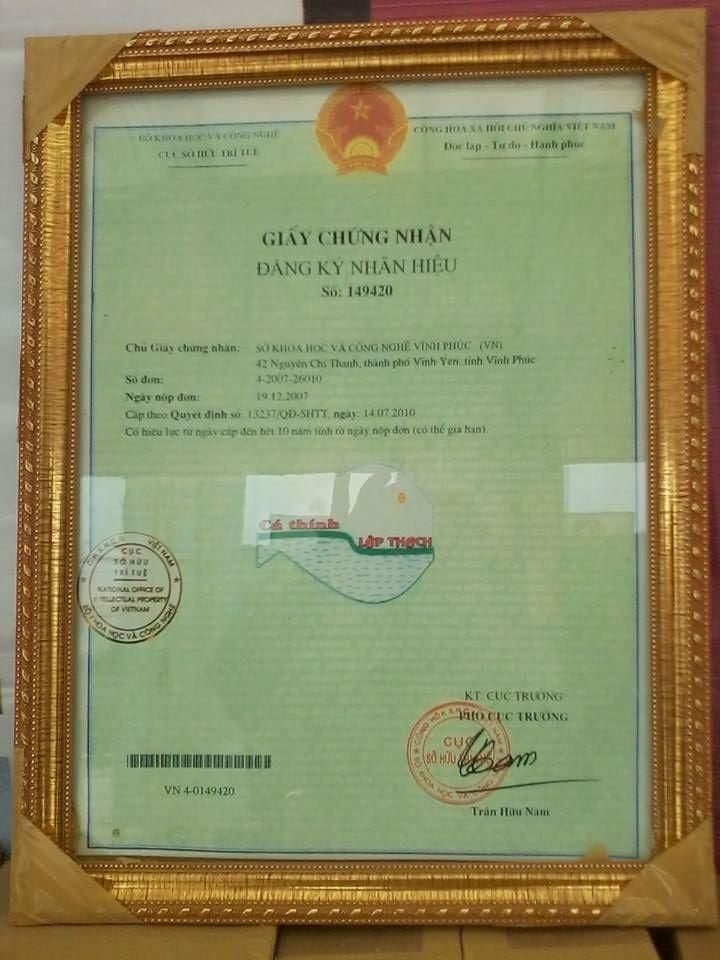 BỘ KHOA HỌC VÀ CÔNG NGHỆ
CỤC SỞ HỮU TRÍ TUỆ
CỘNG HÒA XÃ HỘI CHỦ NGHĨA VIỆT NAM
Độc lập - Tự do - Hạnh phúc
GIẤY CHỨNG NHẬN
ĐĂNG KÝ NHÃN HIỆU
Số: 149420
Chủ Giấy chứng nhận: SỞ KHOA HỌC VÀ CÔNG NGHỆ VĨNH PHÚC (VN)
42 Nguyễn Chí Thanh, thành phố Vĩnh Yên, tỉnh Vĩnh Phúc
Số đơn: 4-2007-26010
Ngày nộp đơn: 19.12.2007
Cấp theo Quyết định số: 13237/QĐ-SHTT, ngày: 14.07.2010
Có hiệu lực từ ngày cấp đến hết 10 năm tính từ ngày nộp đơn (có thể gia hạn).
Cá thính
LẬP THẠCH
C.H.X.H.C.N. VIỆT NAM
CỤC
SỞ HỮU
TRÍ TUỆ
NATIONAL OFFICE OF
INTELLECTUAL PROPERTY
OF VIETNAM
BỘ KHOA HỌC VÀ CÔNG NGHỆ
KT. CỤC TRƯỞNG
PHÓ CỤC TRƯỞNG
CỤC
SỞ HỮU
VN 4-0149420
Trần Hữu Nam